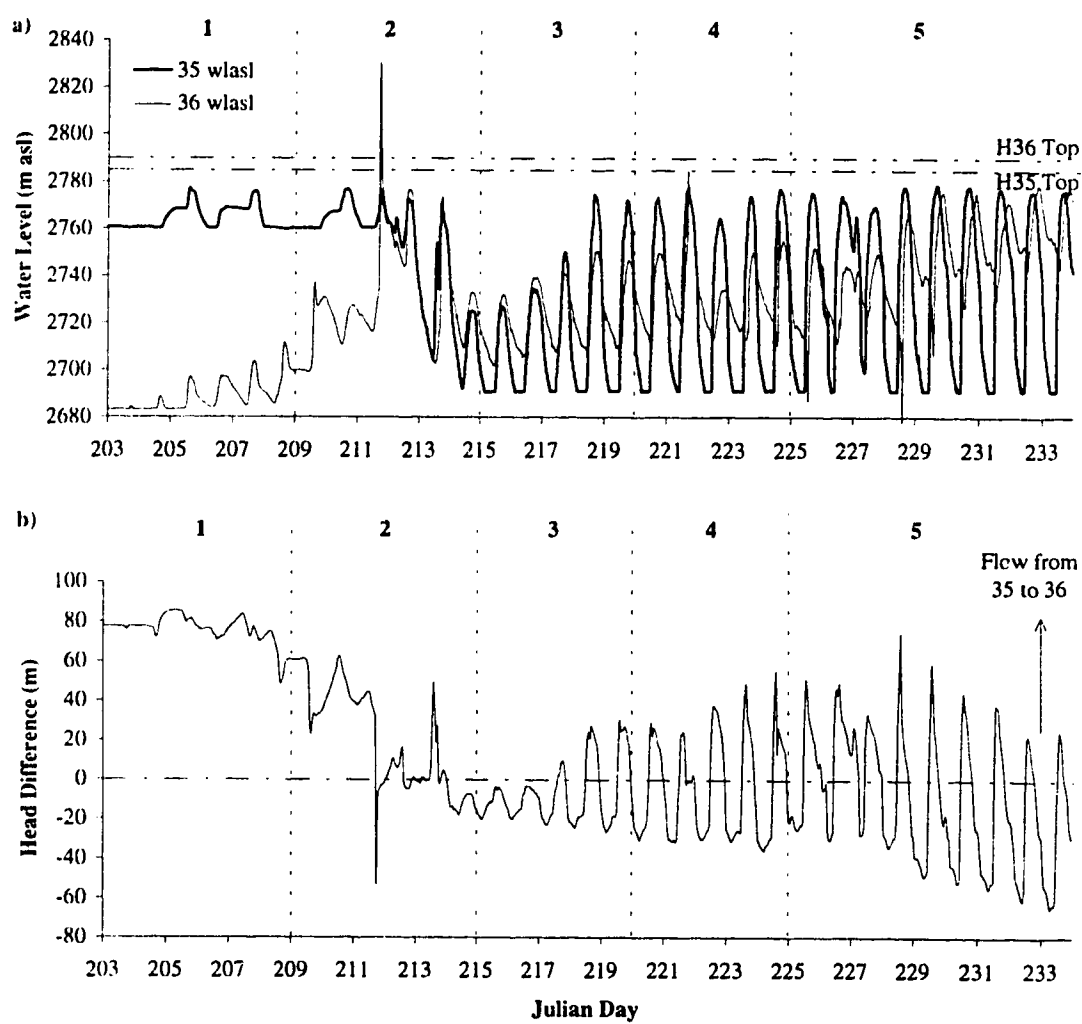 a)
1 2 3 4 5
2840
2820
2800
2780
2760
2740
2720
2700
2680
Water Level (m asl)
35 wlasl
36 wlasl
H36 Top
H35 Top
203 205 207 209 211 213 215 217 219 221 223 225 227 229 231 233
b)
1 2 3 4 5
Flow from
35 to 36
100
80
60
40
20
0
-20
-40
-60
-80
Head Difference (m)
203 205 207 209 211 213 215 217 219 221 223 225 227 229 231 233
Julian Day